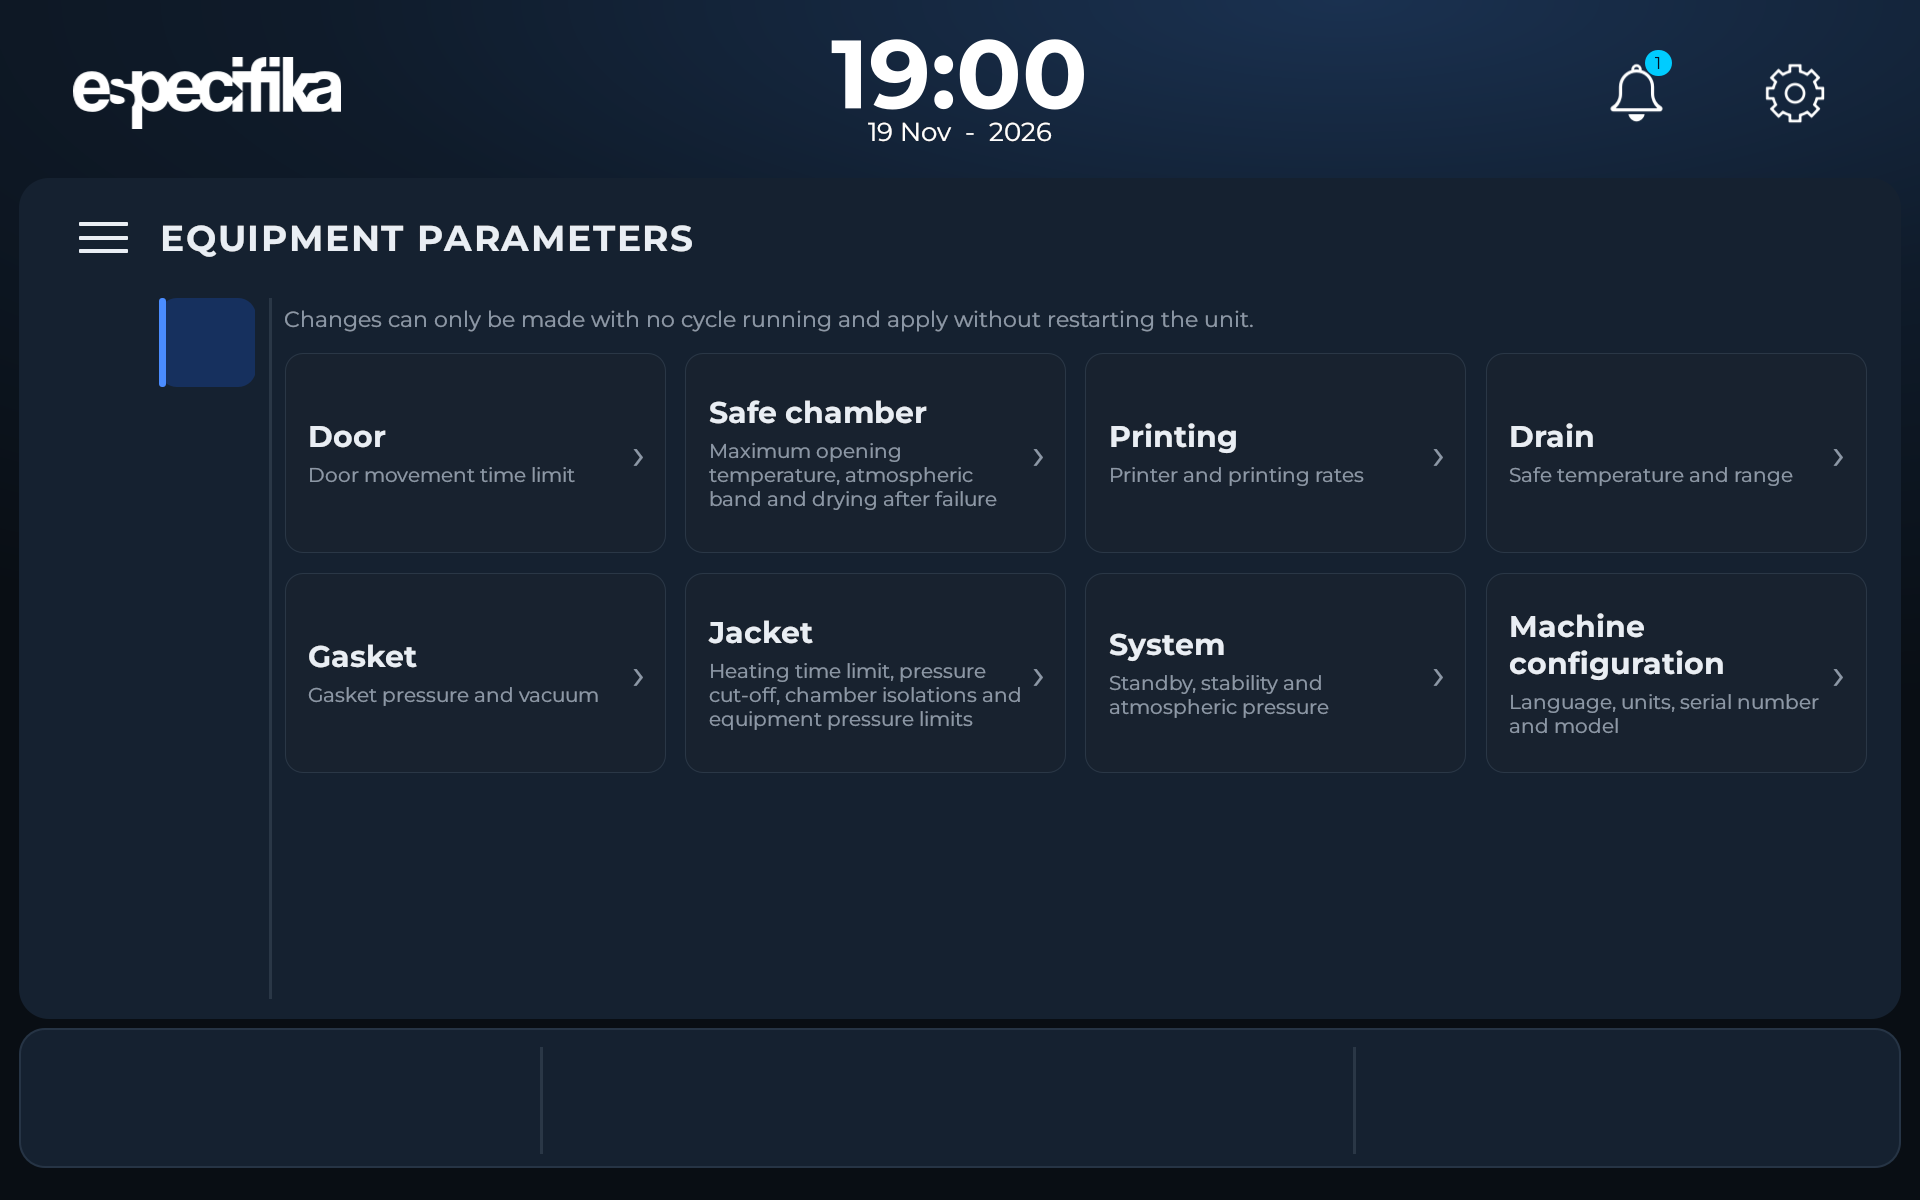 especifika
19:00
19 Nov - 2026
1
EQUIPMENT PARAMETERS
Changes can only be made with no cycle running and apply without restarting the unit.
Door
Door movement time limit
Safe chamber
Maximum opening
temperature, atmospheric
band and drying after failure
Printing
Printer and printing rates
Drain
Safe temperature and range
Gasket
Gasket pressure and vacuum
Jacket
Heating time limit, pressure
cut-off, chamber isolations and
equipment pressure limits
System
Standby, stability and
atmospheric pressure
Machine
configuration
Language, units, serial number
and model